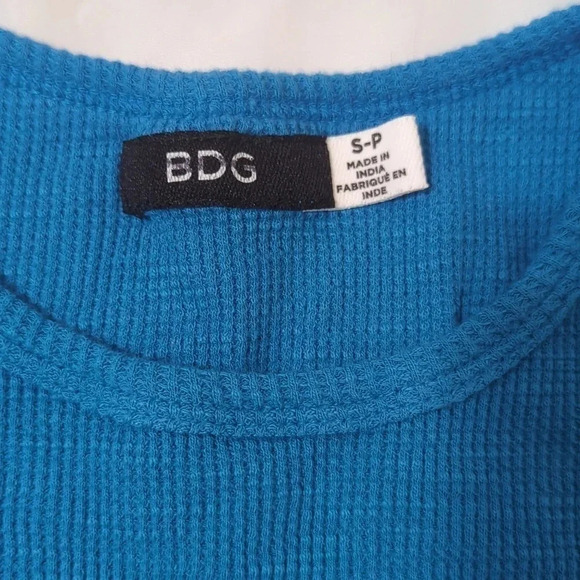 BDG
S-P
MADE IN
INDIA
FABRIQUÉ EN
INDE